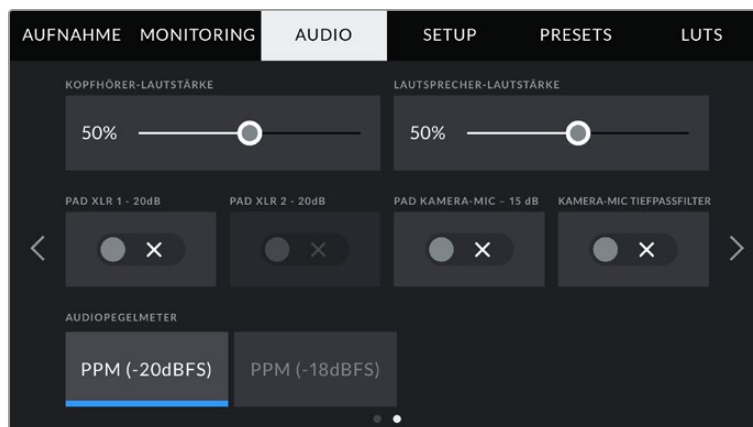 AUFNAHME MONITORING AUDIO SETUP PRESETS LUTS
KOPFHÖRER-LAUTSTÄRKE LAUTSPRECHER-LAUTSTÄRKE
50% 50%
PAD XLR 1 - 20dB PAD XLR 2 - 20dB PAD KAMERA-MIC – 15 dB KAMERA-MIC TIEFPASSFILTER
AUDIOPEGELMETER
PPM (-20dBFS) PPM (-18dBFS)